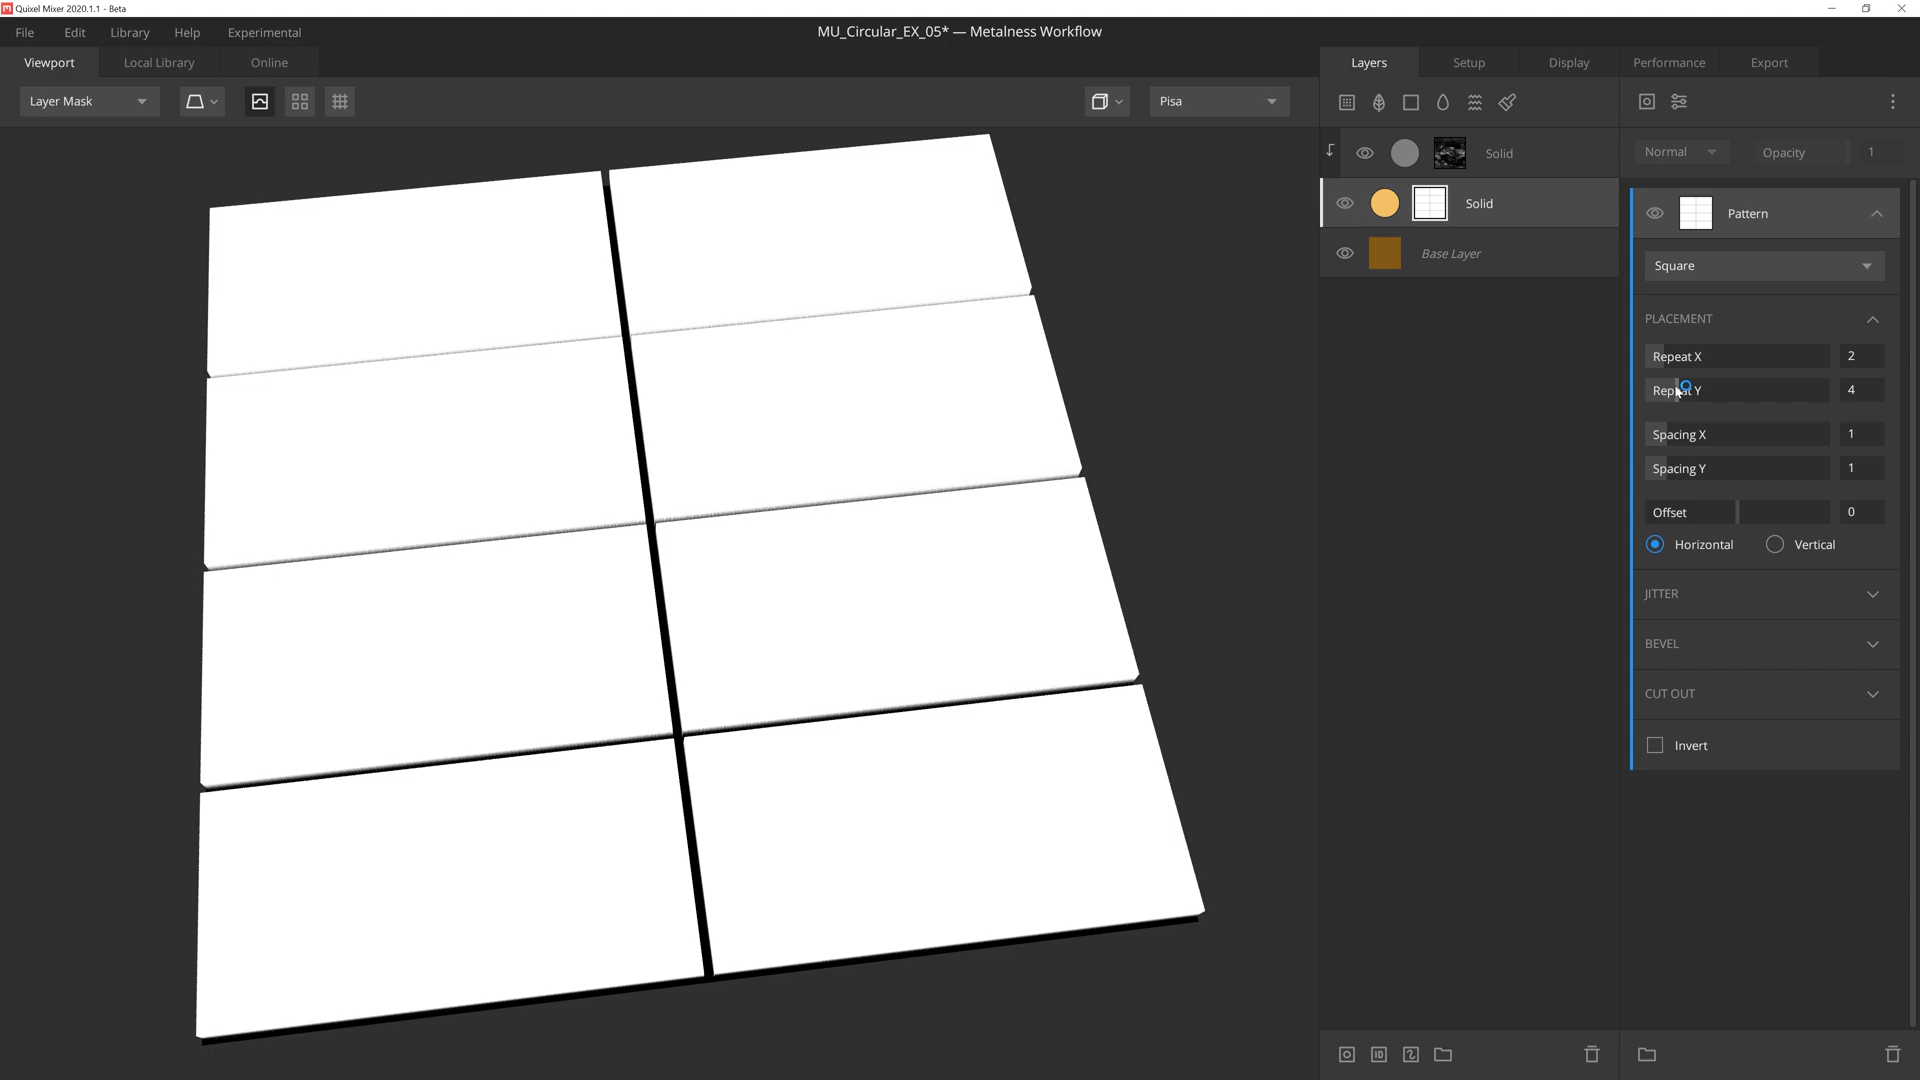 Quixel Mixer 2020.1.1 - Beta
File Edit Library Help Experimental
MU_Circular_EX_05* — Metalness Workflow
Viewport Local Library Online
Layers Setup Display Performance Export
Layer Mask
Pisa
Solid
Normal Opacity 1
Solid
Pattern
Base Layer
Square
PLACEMENT
Repeat X 2
Repeat Y 4
Spacing X 1
Spacing Y 1
Offset 0
Horizontal Vertical
JITTER
BEVEL
CUT OUT
Invert
ID